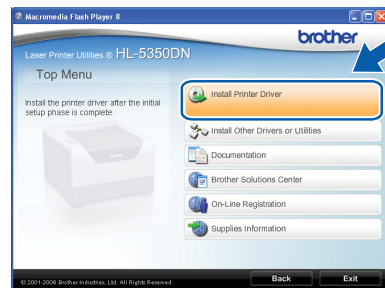 Macromedia Flash Player 8
brother
Laser Printer Utilities ® HL-5350DN
Top Menu
Install the printer driver after the initial
setup phase is complete.
Install Printer Driver
Install Other Drivers or Utilities
Documentation
Brother Solutions Center
On-Line Registration
Supplies Information
© 2001-2008 Brother Industries, Ltd. All Rights Reserved.
Back
Exit